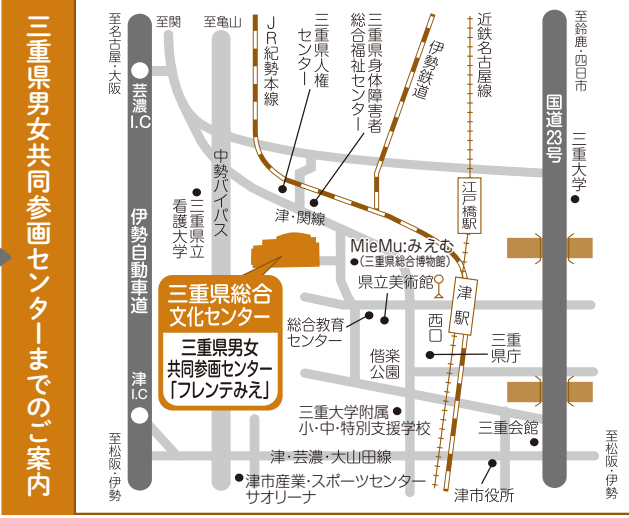 三重県男女共同参画センターまでのご案内
至名古屋・大阪
至関
至亀山
JR紀勢本線
三重県人権
センター
三重県身体障害者
総合福祉センター
伊勢鉄道
近鉄名古屋線
至鈴鹿・四日市
芸濃
I.C
国道23号
三重大学
中勢バイパス
三重県立
看護大学
津・関線
江戸橋駅
伊勢自動車道
MieMu:みえむ
(三重県総合博物館)
県立美術館
津駅
西口
三重県総合
文化センター
三重県男女
共同参画センター
「フレンテみえ」
総合教育
センター
偕楽
公園
三重
県庁
津
I.C
三重大学附属
小・中・特別支援学校
三重会館
至松阪・伊勢
津・芸濃・大山田線
至松阪・伊勢
津市産業・スポーツセンター
サオリーナ
津市役所